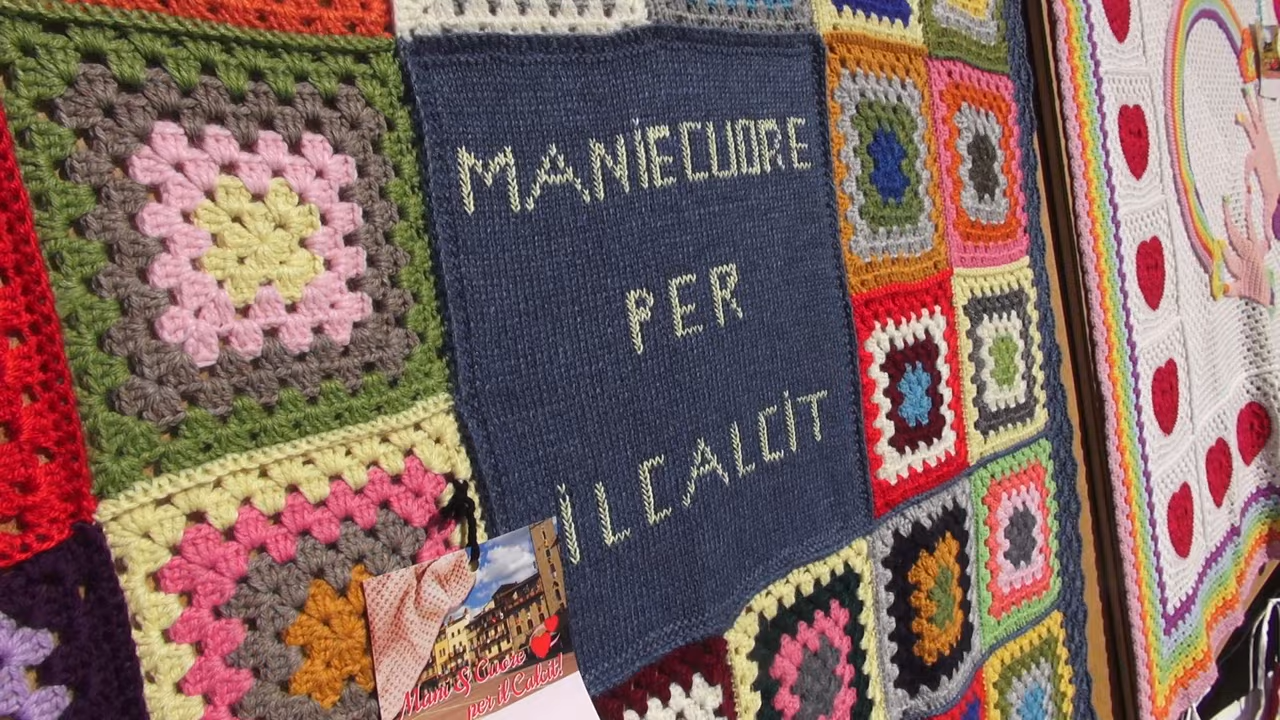 MANIECUORE
PER
iLCALCiT
Mani & Cuore
per il Calcit!